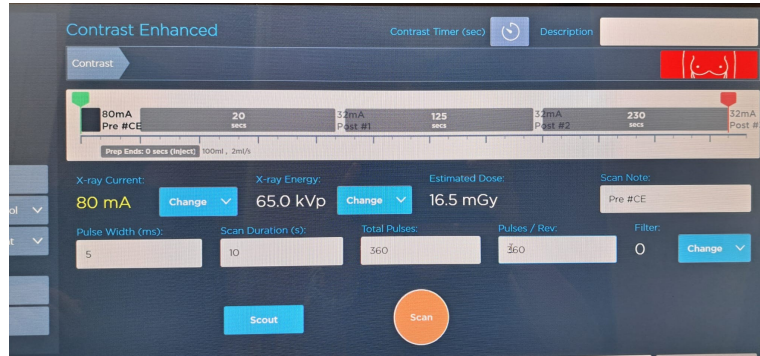 Contrast Enhanced
Contrast Timer (sec)
Description
Contrast
80mA
Pre #CE
20
secs
32mA
Post #1
125
secs
32mA
Post #2
230
secs
32mA
Post #
Prep Ends: 0 secs (Inject)
100ml , 2ml/s
X-ray Current:
80 mA
Change
X-ray Energy:
65.0 kVp
Change
Estimated Dose:
16.5 mGy
Scan Note:
Pre #CE
ol
t
Pulse Width (ms):
5
Scan Duration (s):
10
Total Pulses:
360
Pulses / Rev:
360
Filter:
0
Change
Scout
Scan